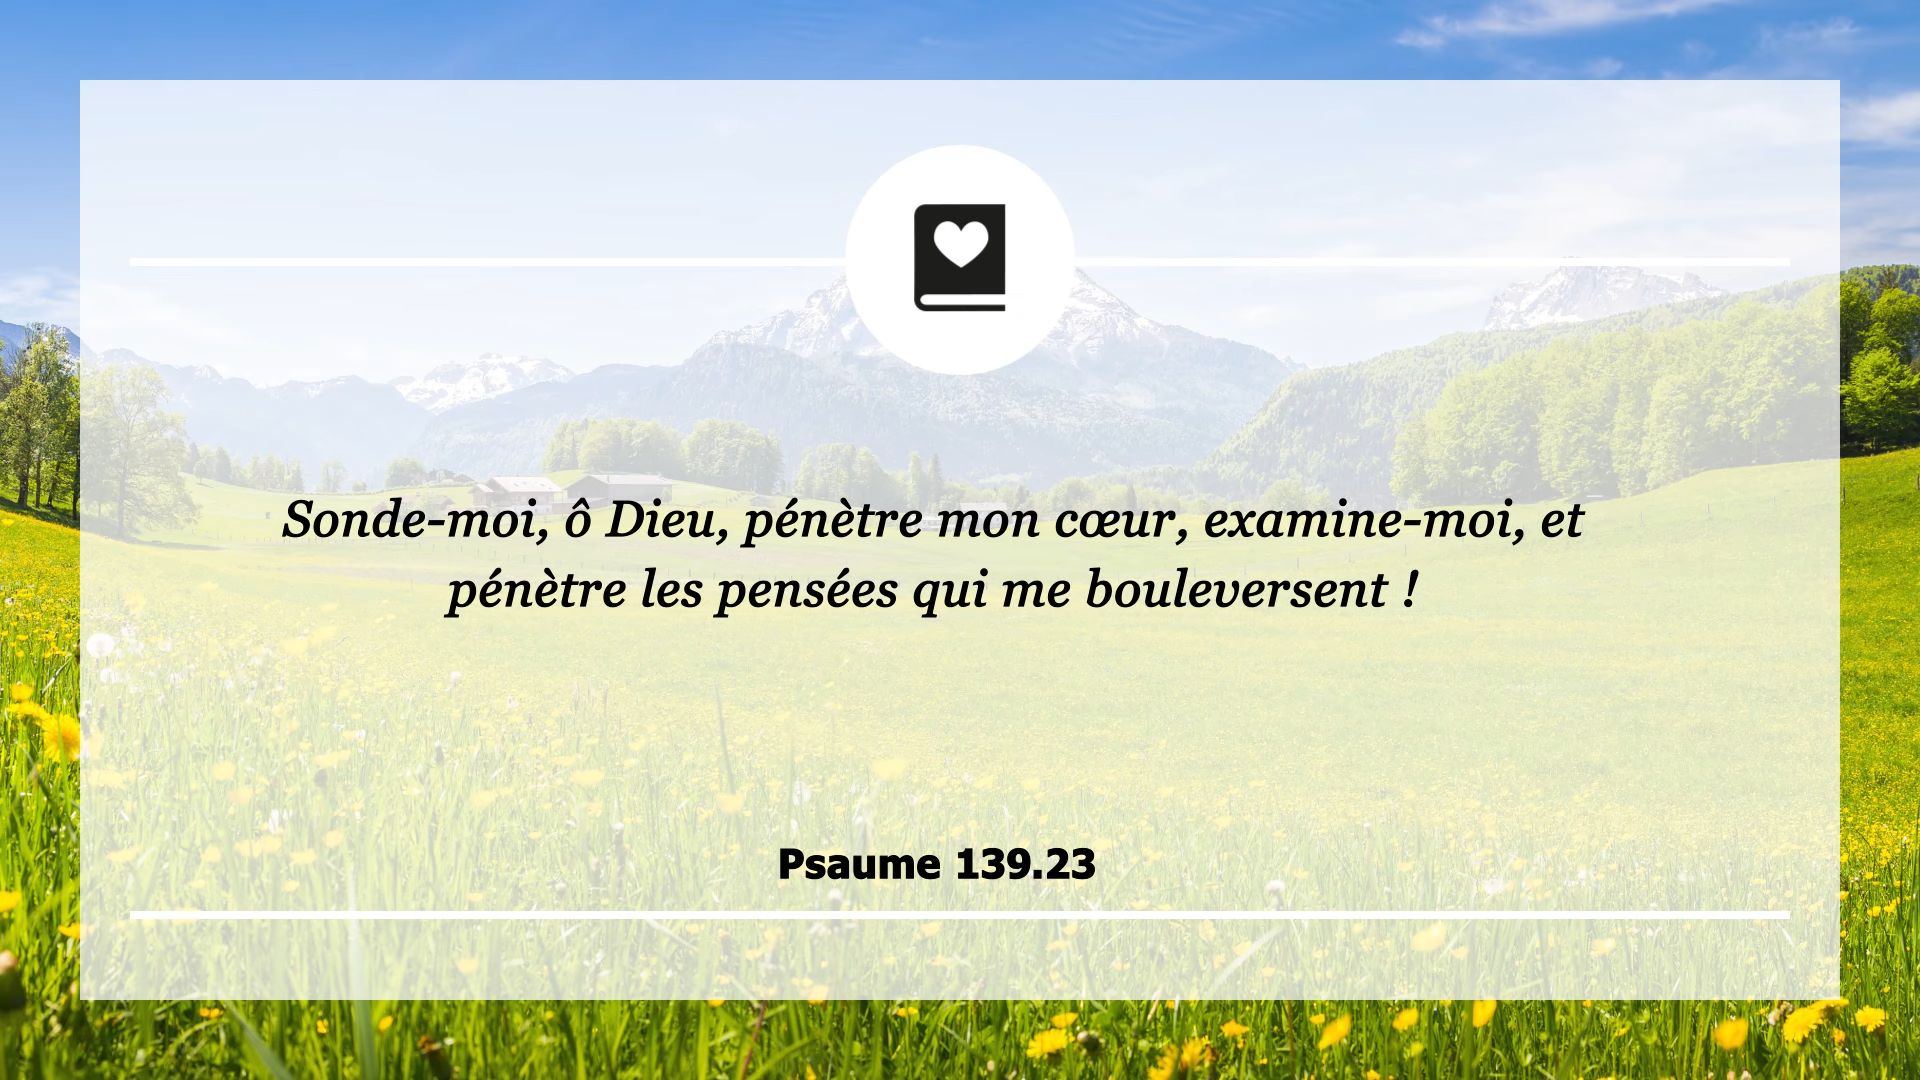 Sonde-moi, ô Dieu, pénètre mon cœur, examine-moi, et
pénètre les pensées qui me bouleversent !
Psaume 139.23